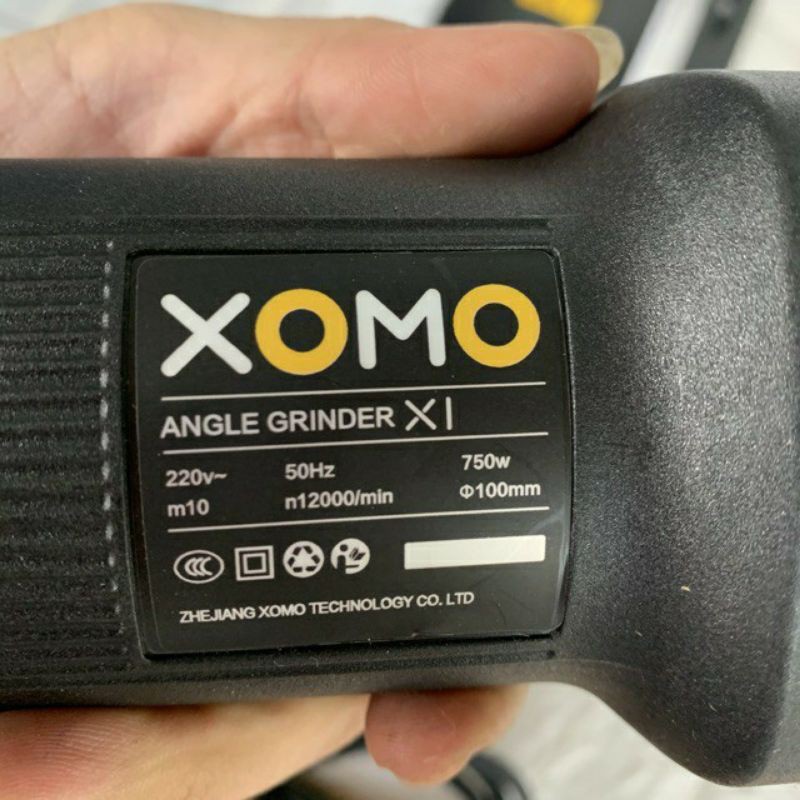 XOMO
ANGLE GRINDER X1
220v~ 50Hz 750w
m10 n12000/min Φ100mm
ZHEJIANG XOMO TECHNOLOGY CO. LTD